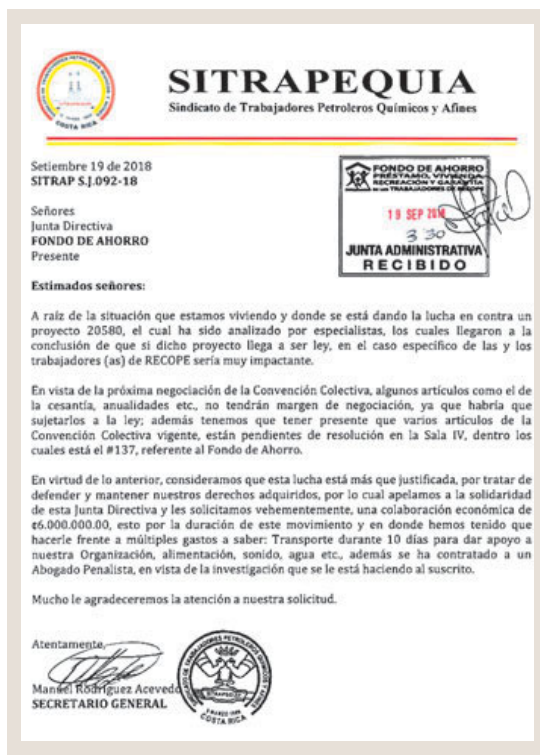 SITRAPEQUIA
Sindicato de Trabajadores Petroleros Químicos y Afines
COSTA RICA
Setiembre 19 de 2018
SITRAP S.J.092-18
FONDO DE AHORRO
PRÉSTAMO, VIVIENDA
RECREACIÓN Y GARANTÍA
DE LOS TRABAJADORES DE RECOPE
19 SEP 2018
3 30
JUNTA ADMINISTRATIVA
RECIBIDO
Señores
Junta Directiva
FONDO DE AHORRO
Presente
Estimados señores:
A raíz de la situación que estamos viviendo y donde se está dando la lucha en contra un
proyecto 20580, el cual ha sido analizado por especialistas, los cuales llegaron a la
conclusión de que si dicho proyecto llega a ser ley, en el caso específico de las y los
trabajadores (as) de RECOPE sería muy impactante.
En vista de la próxima negociación de la Convención Colectiva, algunos artículos como el de
la cesantía, anualidades etc., no tendrán margen de negociación, ya que habría que
sujetarlos a la ley; además tenemos que tener presente que varios artículos de la
Convención Colectiva vigente, están pendientes de resolución en la Sala IV, dentro los
cuales está el #137, referente al Fondo de Ahorro.
En virtud de lo anterior, consideramos que esta lucha está más que justificada, por tratar de
defender y mantener nuestros derechos adquiridos, por lo cual apelamos a la solidaridad
de esta Junta Directiva y les solicitamos vehementemente, una colaboración económica de
¢6.000.000.00, esto por la duración de este movimiento y en donde hemos tenido que
hacerle frente a múltiples gastos a saber: Transporte durante 10 días para dar apoyo a
nuestra Organización, alimentación, sonido, agua etc., además se ha contratado a un
Abogado Penalista, en vista de la investigación que se le está haciendo al suscrito.
Mucho le agradeceremos la atención a nuestra solicitud.
Atentamente,
Manuel Rodríguez Acevedo
SECRETARIO GENERAL
COSTA RICA